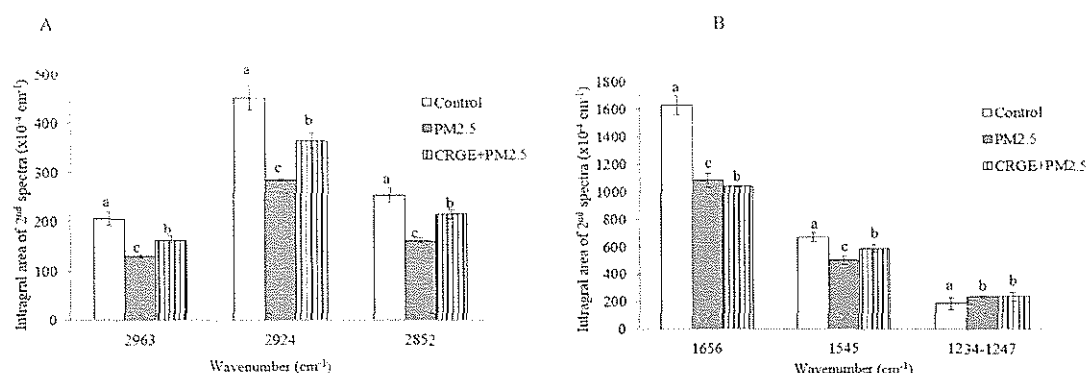 A
Intragral area of 2nd spectra (x10-4 cm-1)
500
400
300
200
100
0
a
c
b
a
c
b
a
c
b
2963
2924
2852
Wavenumber (cm-1)
Control
PM2.5
CRGE+PM2.5
B
Intragral area of 2nd spectra (x10-4 cm-1)
1800
1600
1400
1200
1000
800
600
400
200
0
a
c
b
a
c
b
a
b
b
1656
1545
1234-1247
Wavenumber (cm-1)
Control
PM2.5
CRGE+PM2.5